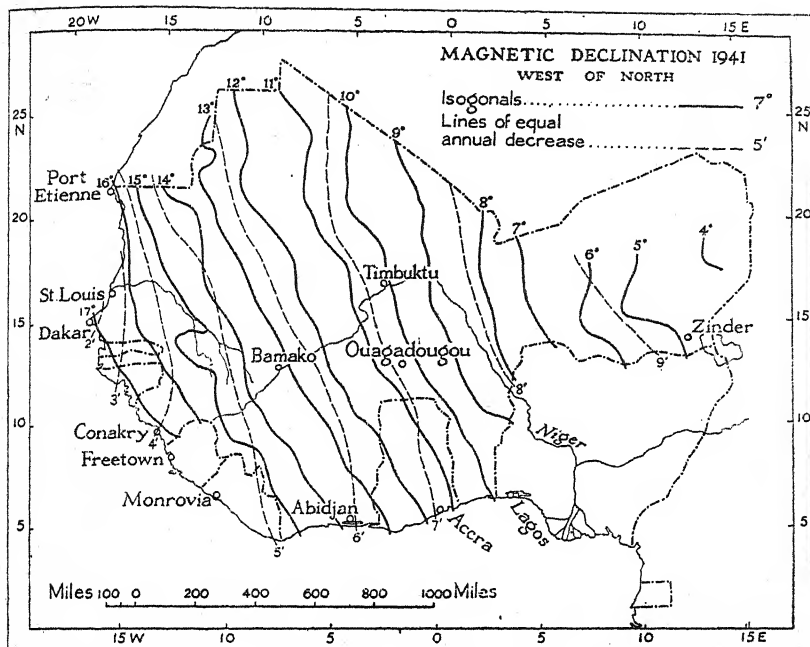 20 W 15 10 5 0 5 10 15 E
MAGNETIC DECLINATION 1941
WEST OF NORTH
Isogonals............ 7°
Lines of equal
annual decrease........ 5'
12° 11°
10°
13°
25
N
9°
25
N
Port
Etienne
16° 15° 14°
20
8°
7°
6°
5°
4°
20
Timbuktu
St. Louis
17°
15
Dakar
2'
Zinder
15
Bamako
Ouagadougou
3'
8'
9'
10
Conakry
4'
Niger
10
Freetown
Monrovia
Abidjan
Accra
Lagos
5
5'
6'
7'
5
Miles 100 0 200 400 600 800 1000 Miles
15 W 10 5 0 5 10 15 E